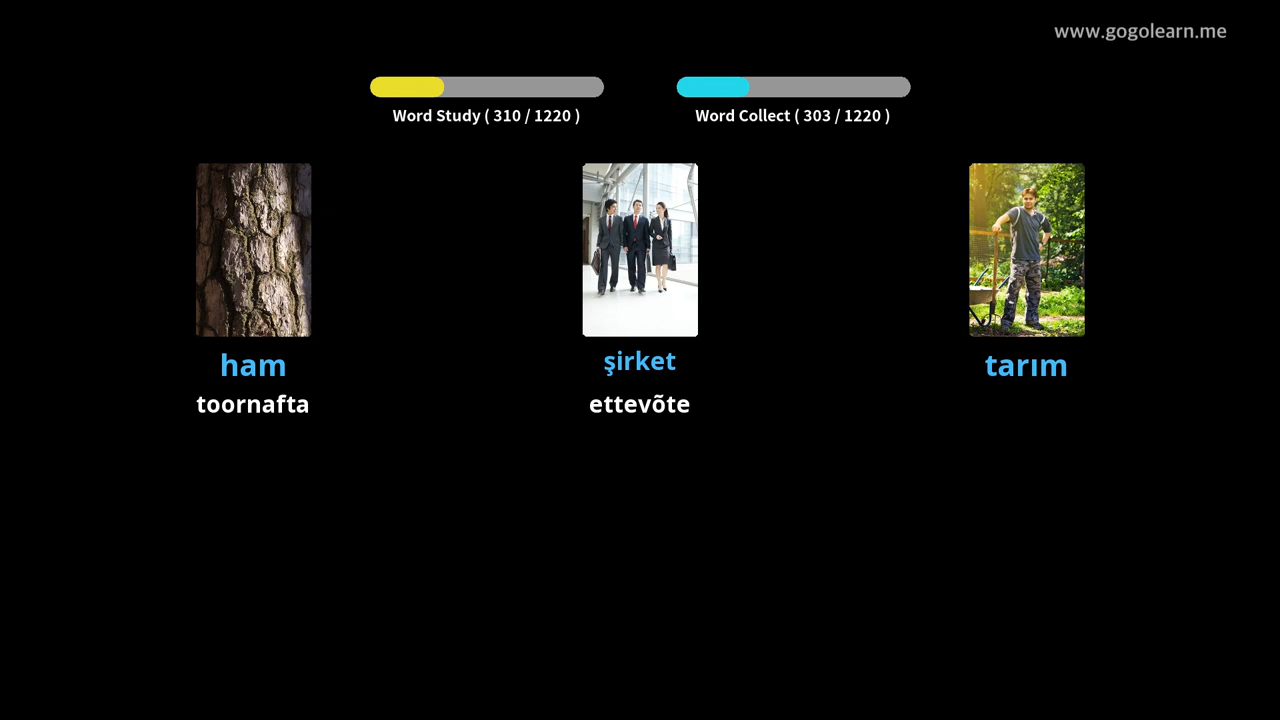 www.gogolearn.me
Word Study ( 310 / 1220 )
Word Collect ( 303 / 1220 )
ham
şirket
tarım
toornafta
ettevõte